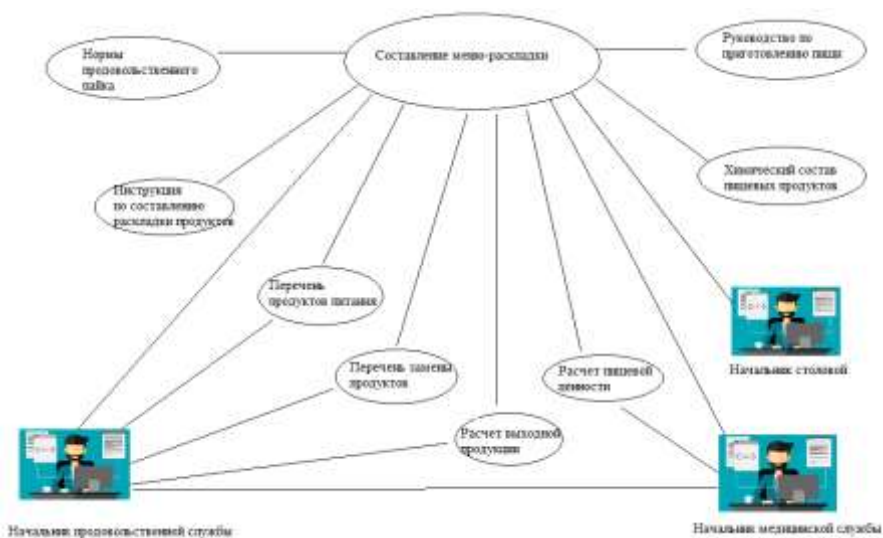 Нормы
продовольственного
пайка
Составление меню-раскладки
Руководство по
приготовлению пищи
Инструкция
по составлению
раскладки продуктов
Химический состав
пищевых продуктов
Перечень
продуктов питания
Перечень замены
продуктов
Расчет пищевой
ценности
Расчет выходной
продукции
Начальник столовой
Начальник продовольственной службы
Начальник медицинской службы